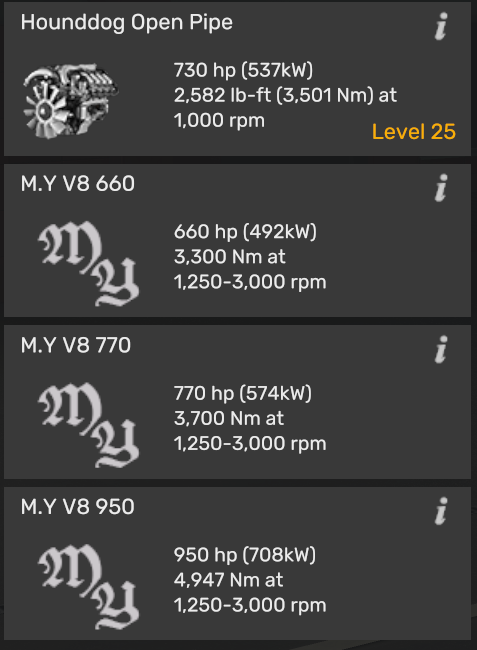 Hounddog Open Pipe
i
730 hp (537kW)
2,582 lb-ft (3,501 Nm) at
1,000 rpm
Level 25
M.Y V8 660
i
M
Y
660 hp (492kW)
3,300 Nm at
1,250-3,000 rpm
M.Y V8 770
i
M
Y
770 hp (574kW)
3,700 Nm at
1,250-3,000 rpm
M.Y V8 950
i
M
Y
950 hp (708kW)
4,947 Nm at
1,250-3,000 rpm